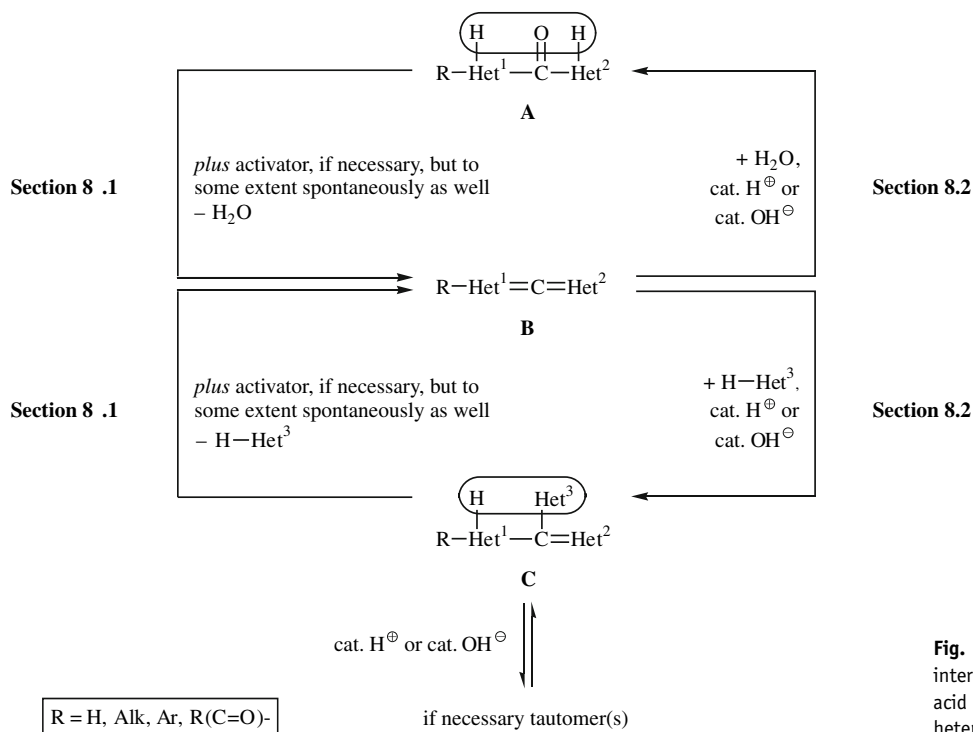 H O H
R–Het¹–C–Het²
A
Section 8 .1
plus activator, if necessary, but to
some extent spontaneously as well
– H₂O
+ H₂O,
cat. H⊕ or
cat. OH⊖
Section 8.2
R–Het¹=C=Het²
B
Section 8 .1
plus activator, if necessary, but to
some extent spontaneously as well
– H–Het³
+ H–Het³,
cat. H⊕ or
cat. OH⊖
Section 8.2
H Het³
R–Het¹–C=Het²
C
cat. H⊕ or cat. OH⊖
if necessary tautomer(s)
R = H, Alk, Ar, R(C=O)-
Fig.
inter
acid
heter